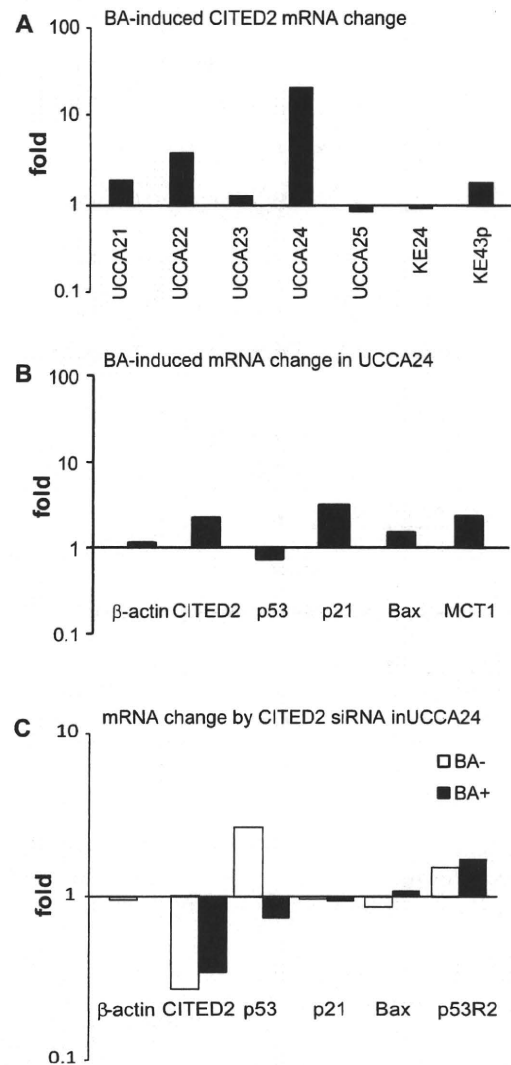 A
BA-induced CITED2 mRNA change
100
10
1
0.1
fold
UCCA21
UCCA22
UCCA23
UCCA24
UCCA25
KE24
KE43p
B
BA-induced mRNA change in UCCA24
100
10
1
0.1
fold
β-actin CITED2 p53 p21 Bax MCT1
C
mRNA change by CITED2 siRNA inUCCA24
10
1
0.1
fold
BA-
BA+
β-actin CITED2 p53 p21 Bax p53R2